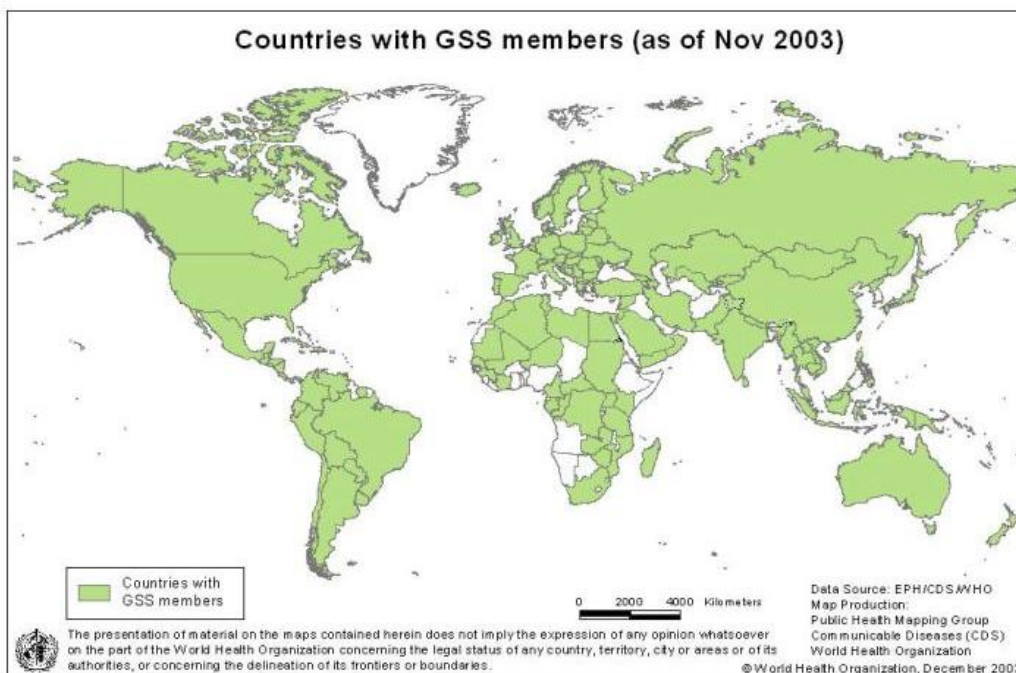 Countries with GSS members (as of Nov 2003)
Countries with
GSS members
0 2000 4000 Kilometers
Data Source: EPH/CDS/WHO
Map Production:
Public Health Mapping Group
Communicable Diseases (CDS)
World Health Organization
© World Health Organization, December 2003
The presentation of material on the maps contained herein does not imply the expression of any opinion whatsoever
on the part of the World Health Organization concerning the legal status of any country, territory, city or areas or of its
authorities, or concerning the delineation of its frontiers or boundaries.